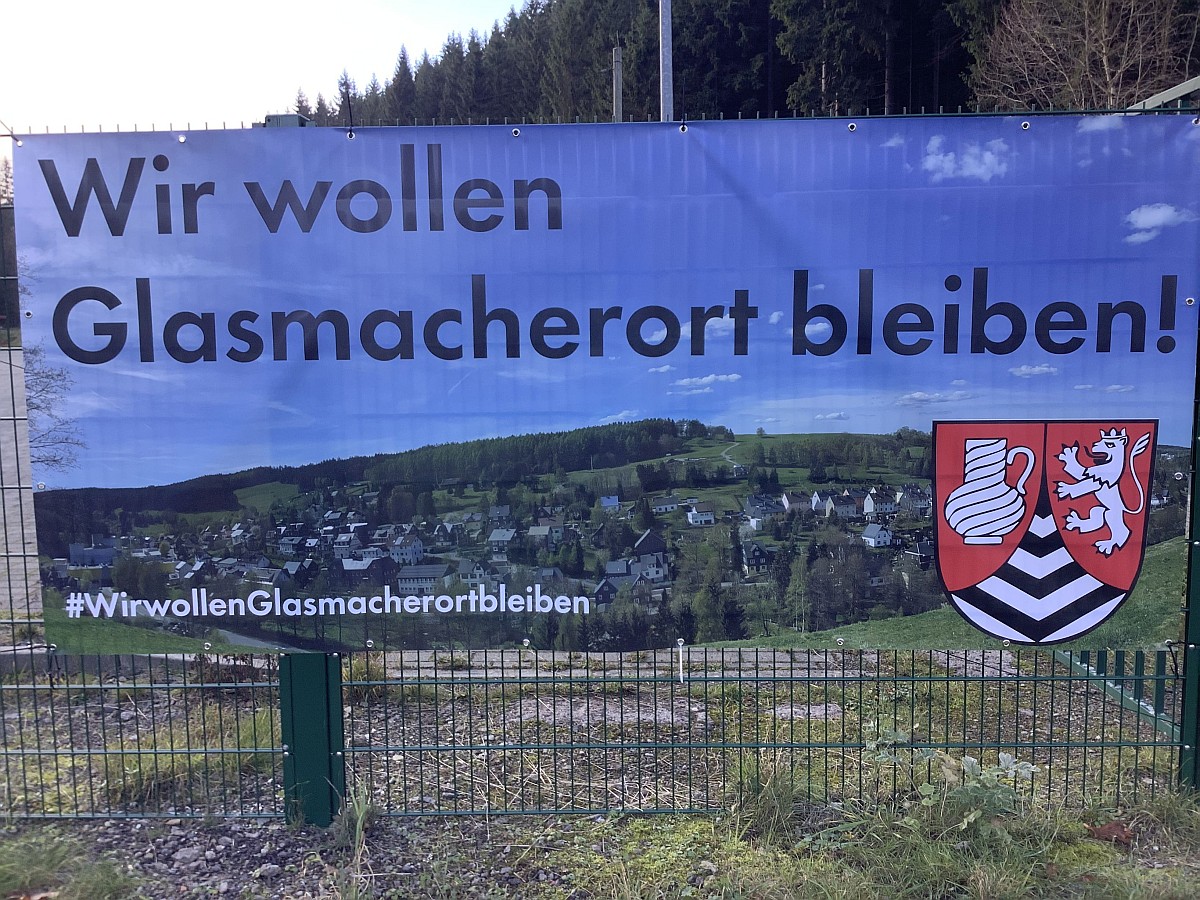 Wir wollen
Glasmacherort bleiben!
#WirwollenGlasmacherortbleiben